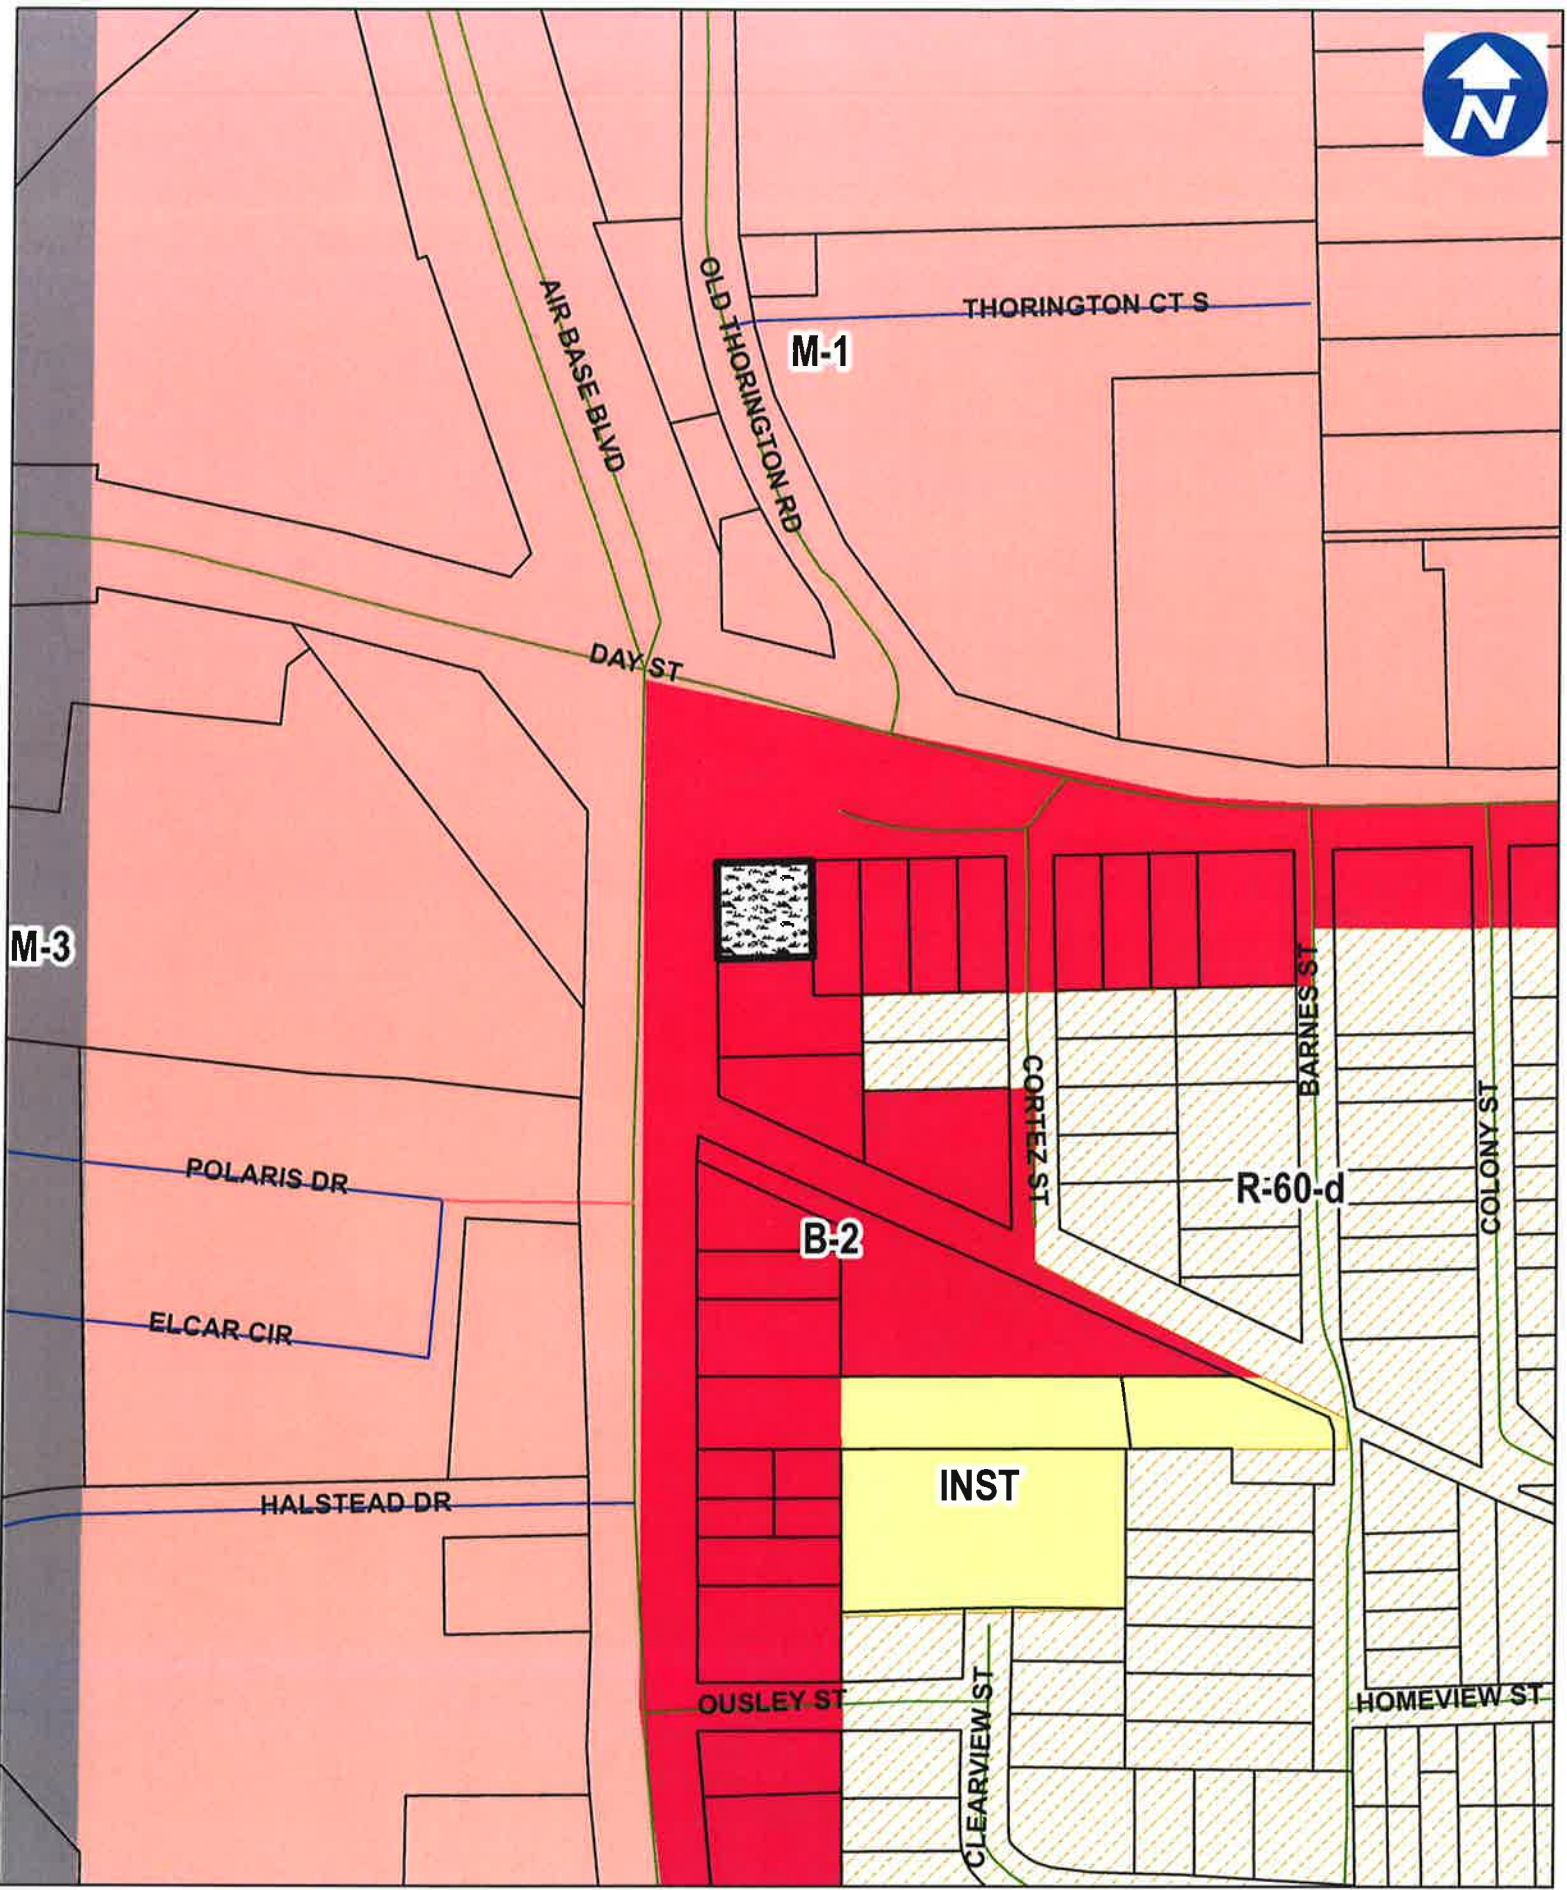 N
AIR BASE BLVD
OLD THORINGTON RD
THORINGTON CT S
M-1
DAY ST
M-3
BARNES ST
CORTEZ ST
COLONY ST
POLARIS DR
R-60-d
B-2
ELCAR CIR
INST
HALSTEAD DR
OUSLEY ST
CLEARVIEW ST
HOMEVIEW ST